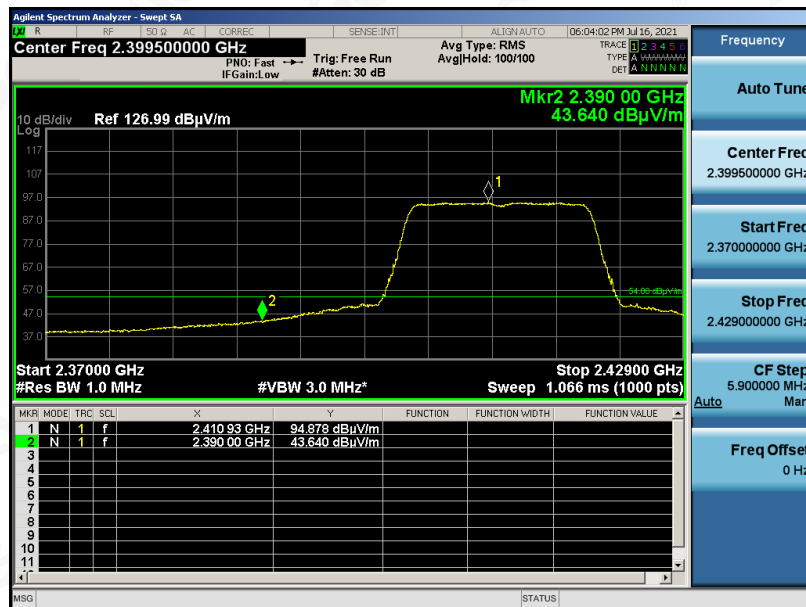 Agilent Spectrum Analyzer - Swept SA
LXI R RF 50 Ω AC CORREC SENSE:INT ALIGNAUTO 06:04:02 PM Jul 16, 2021
Center Freq 2.399500000 GHz
PNO: Fast
IFGain:Low
Trig: Free Run
#Atten: 30 dB
Avg Type: RMS
Avg|Hold: 100/100
TRACE 1 2 3 4 5 6
TYPE A WWWWW
DET A N N N N N
Mkr2 2.390 00 GHz
43.640 dBµV/m
10 dB/div Ref 126.99 dBµV/m
Log
117
107
97.0
87.0
77.0
67.0
57.0
47.0
37.0
1
2
54.00 dBµV/m
Start 2.37000 GHz Stop 2.42900 GHz
#Res BW 1.0 MHz #VBW 3.0 MHz* Sweep 1.066 ms (1000 pts)
MKR MODE TRC SCL X Y FUNCTION FUNCTION WIDTH FUNCTION VALUE
1 N 1 f 2.410 93 GHz 94.878 dBµV/m
2 N 1 f 2.390 00 GHz 43.640 dBµV/m
3
4
5
6
7
8
9
10
11
MSG STATUS
Frequency
Auto Tune
Center Freq
2.399500000 GHz
Start Freq
2.370000000 GHz
Stop Freq
2.429000000 GHz
CF Step
5.900000 MHz
Auto Man
Freq Offset
0 Hz